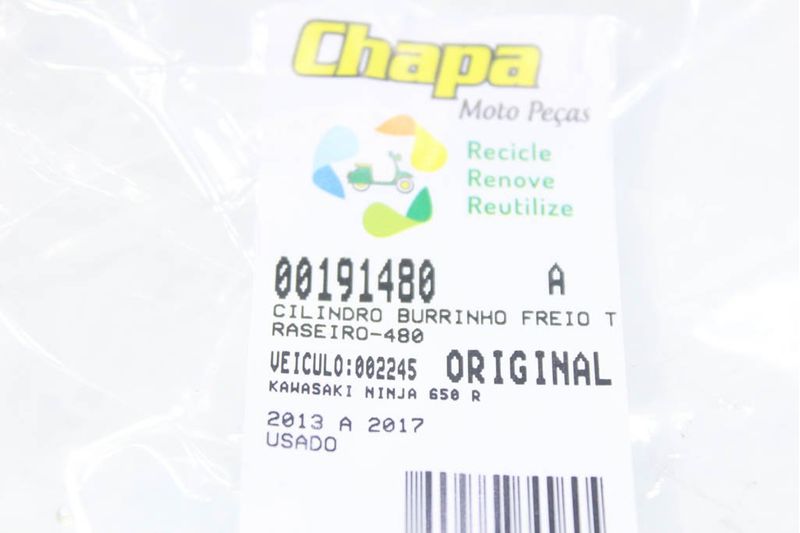 Chapa
Moto Peças
Recicle
Renove
Reutilize
00191480 A
CILINDRO BURRINHO FREIO T
RASEIRO-480
VEICULO:002245 ORIGINAL
KAWASAKI NINJA 650 R
2013 A 2017
USADO